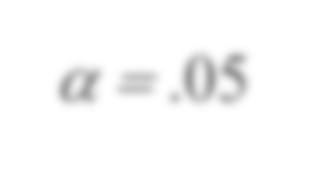 α = .05